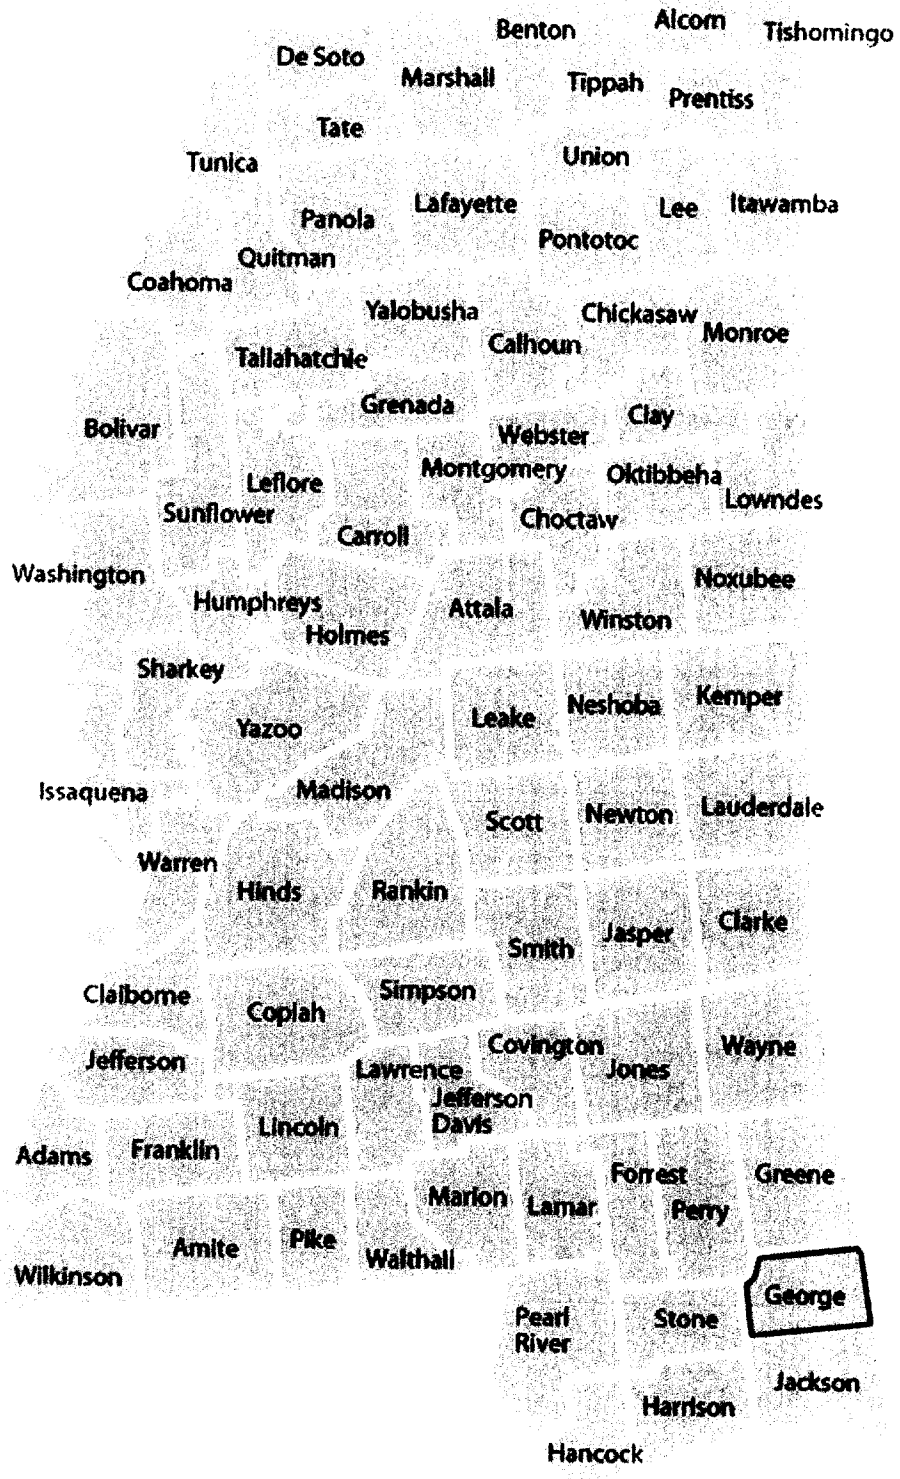 Benton
Alcorn
Tishomingo
De Soto
Marshall
Tippah
Prentiss
Tate
Tunica
Union
Panola
Lafayette
Lee
Itawamba
Pontotoc
Quitman
Coahoma
Yalobusha
Chickasaw
Monroe
Calhoun
Tallahatchie
Grenada
Clay
Bolivar
Webster
Montgomery
Oktibbeha
Leflore
Lowndes
Sunflower
Choctaw
Carroll
Washington
Noxubee
Humphreys
Attala
Winston
Holmes
Sharkey
Leake
Neshoba
Kemper
Yazoo
Issaquena
Madison
Scott
Newton
Lauderdale
Warren
Hinds
Rankin
Smith
Jasper
Clarke
Claiborne
Simpson
Copiah
Jefferson
Lawrence
Covington
Jones
Wayne
Jefferson
Davis
Lincoln
Adams
Franklin
Marion
Lamar
Forrest
Perry
Greene
Amite
Pike
Walthall
Wilkinson
George
Pearl
River
Stone
Jackson
Harrison
Hancock